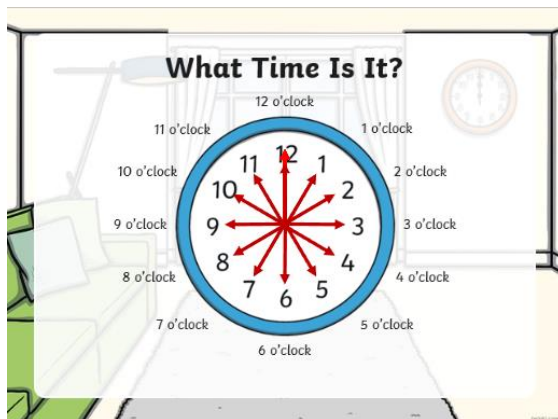 What Time Is It?
12 o'clock
11 o'clock
1 o'clock
10 o'clock
2 o'clock
9 o'clock
3 o'clock
8 o'clock
4 o'clock
7 o'clock
5 o'clock
6 o'clock
12
11
1
10
2
9
3
8
4
7
5
6